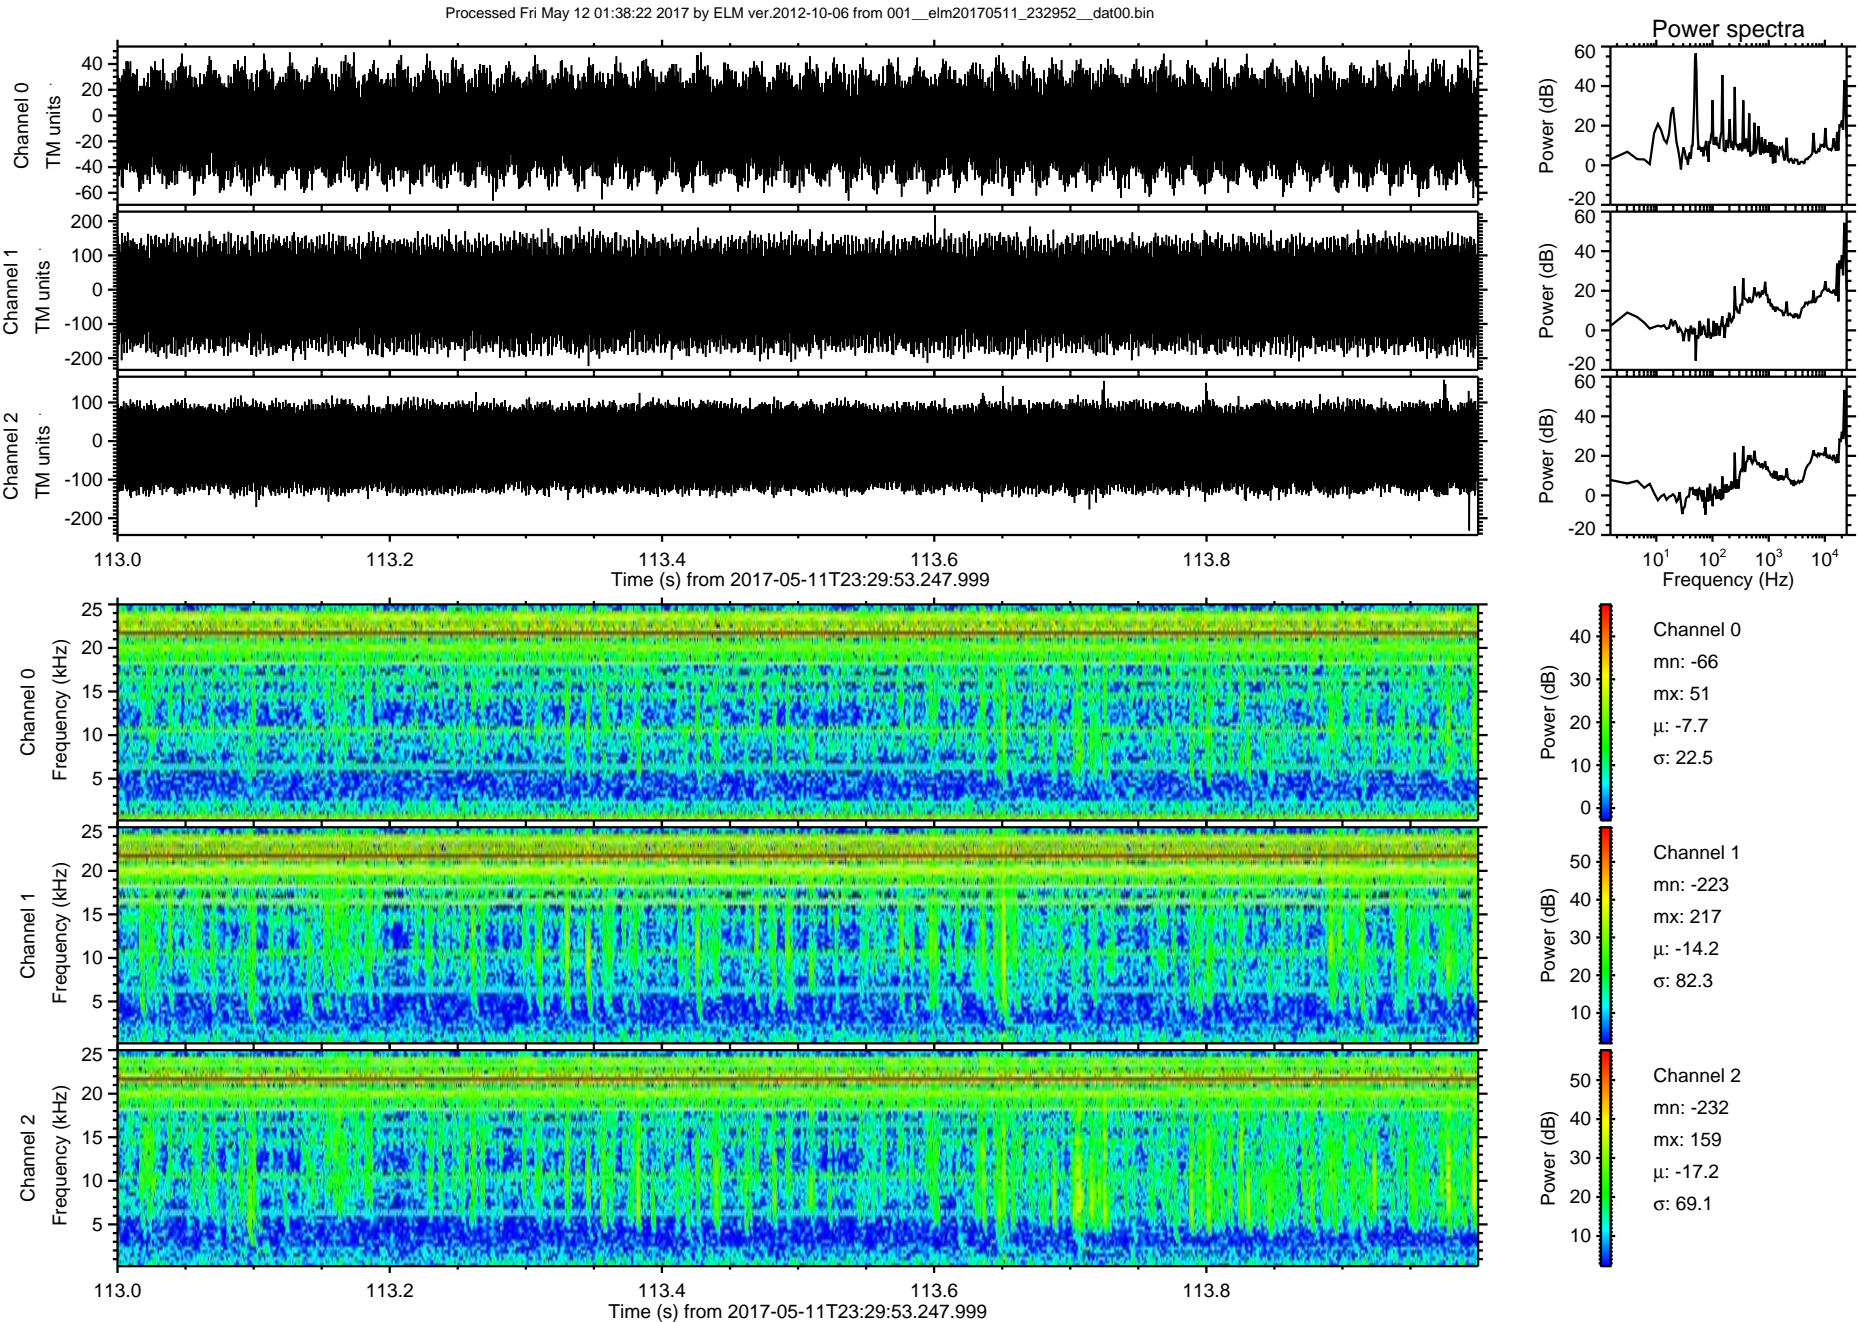 Processed Fri May 12 01:38:22 2017 by ELM ver.2012-10-06 from 001__elm20170511_232952__dat00.bin
Power spectra
Channel 0
TM units
40
20
0
-20
-40
-60
Power (dB)
60
40
20
0
-20
Channel 1
TM units
200
100
0
-100
-200
Power (dB)
60
40
20
0
-20
Channel 2
TM units
100
0
-100
-200
Power (dB)
60
40
20
0
-20
113.0 113.2 113.4 113.6 113.8
Time (s) from 2017-05-11T23:29:53.247.999
10^1 10^2 10^3 10^4
Frequency (Hz)
Channel 0
Frequency (kHz)
25
20
15
10
5
Power (dB)
40
30
20
10
0
Channel 0
mn: -66
mx: 51
μ: -7.7
σ: 22.5
Channel 1
Frequency (kHz)
25
20
15
10
5
Power (dB)
50
40
30
20
10
Channel 1
mn: -223
mx: 217
μ: -14.2
σ: 82.3
Channel 2
Frequency (kHz)
25
20
15
10
5
Power (dB)
50
40
30
20
10
Channel 2
mn: -232
mx: 159
μ: -17.2
σ: 69.1
113.0 113.2 113.4 113.6 113.8
Time (s) from 2017-05-11T23:29:53.247.999